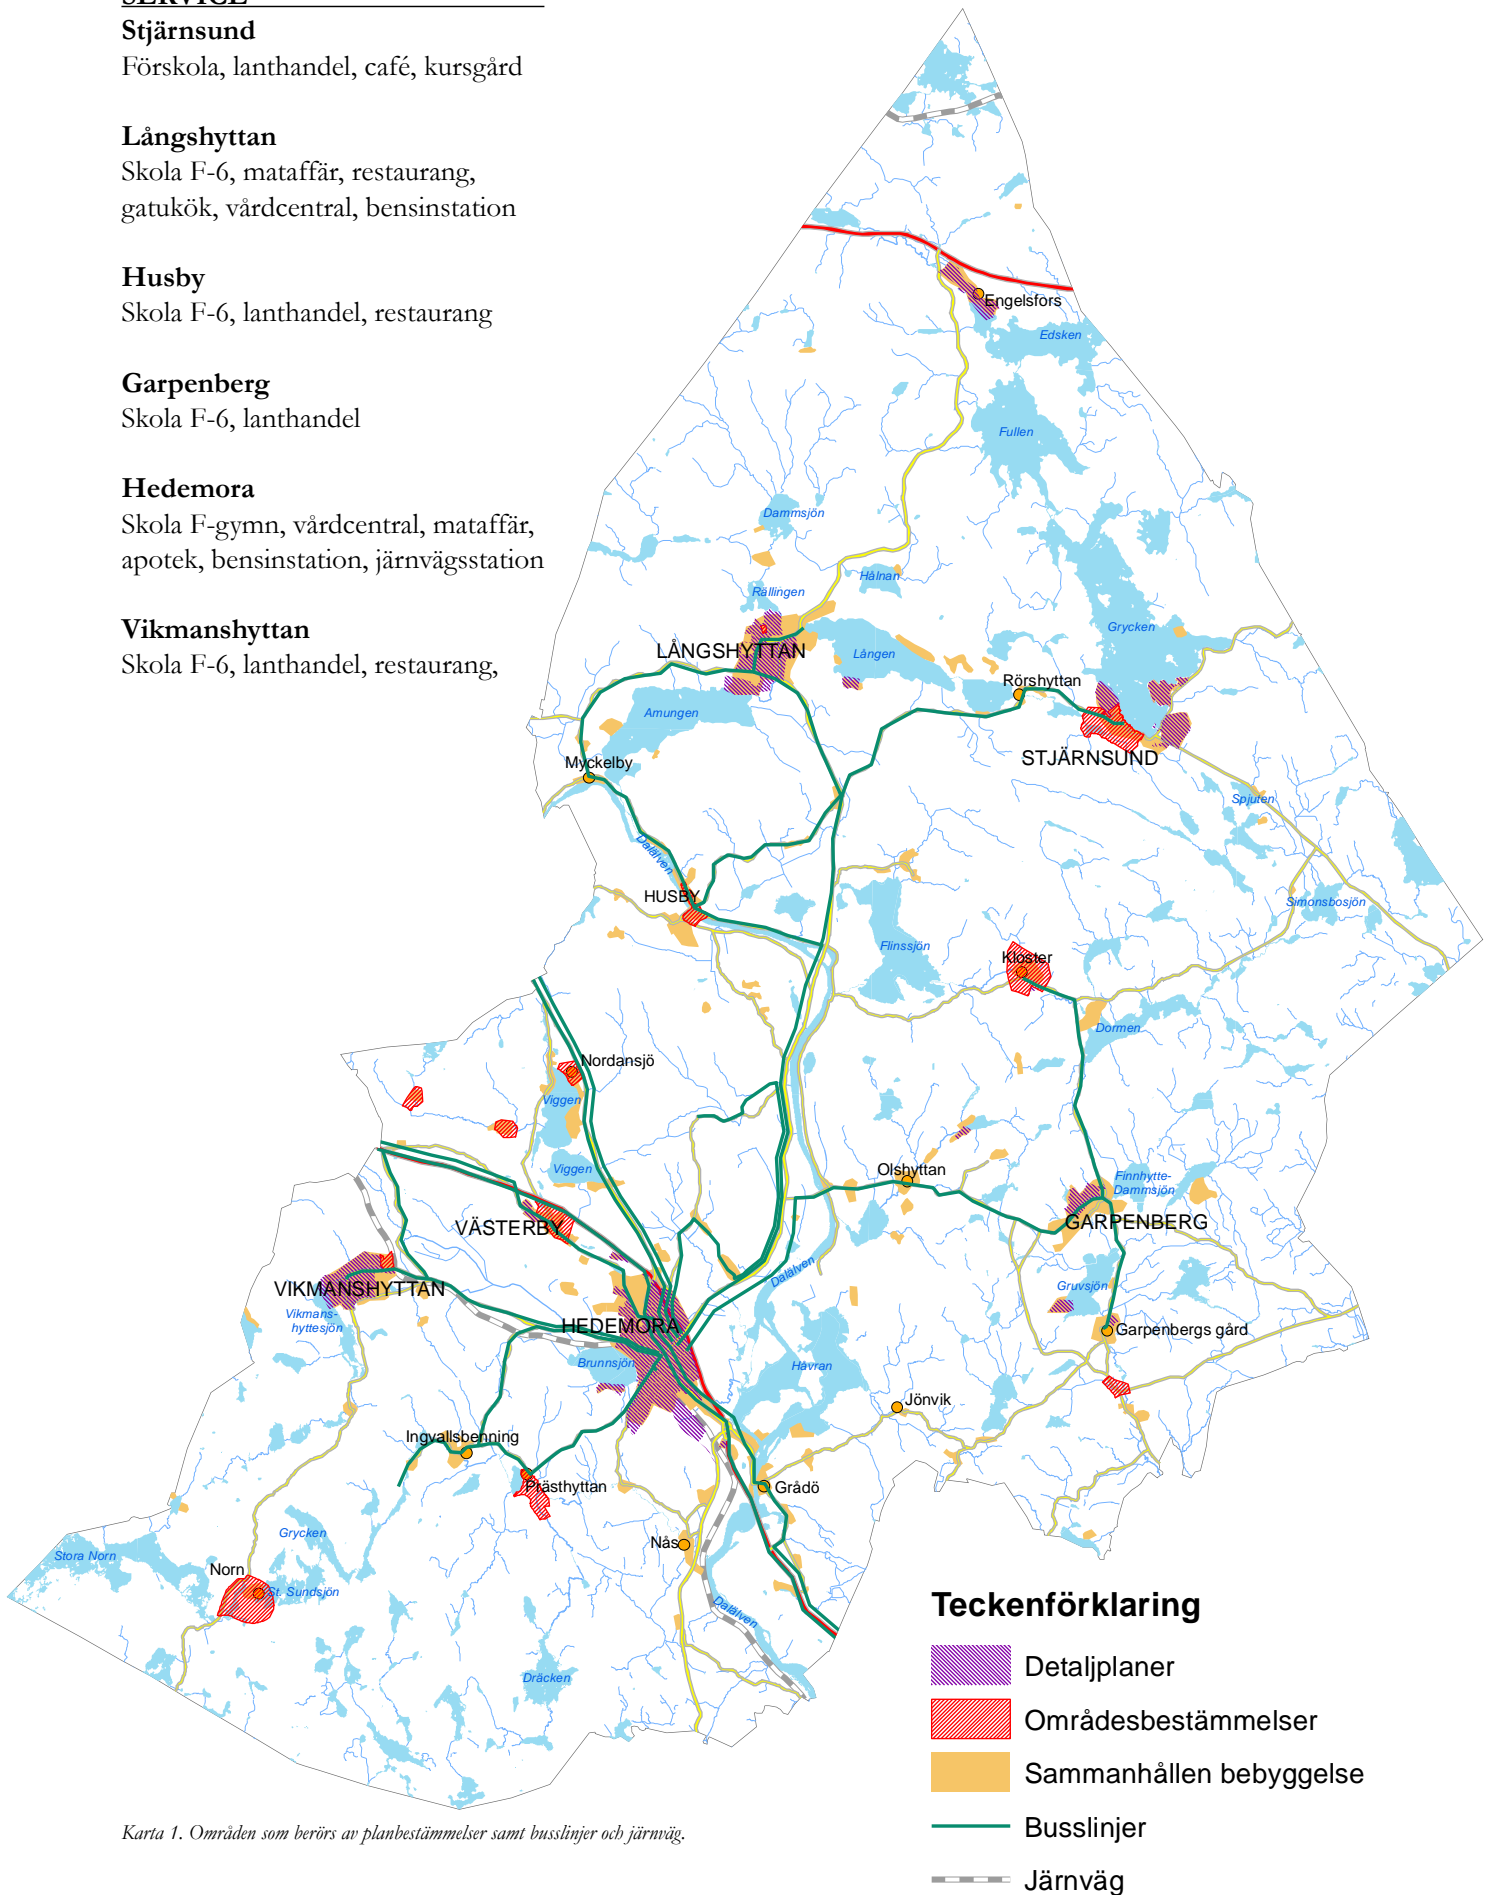 SERVICE
Stjärnsund
Förskola, lanthandel, café, kursgård
Långshyttan
Skola F-6, mataffär, restaurang,
gatukök, vårdcentral, bensinstation
Husby
Skola F-6, lanthandel, restaurang
Garpenberg
Skola F-6, lanthandel
Hedemora
Skola F-gymn, vårdcentral, mataffär,
apotek, bensinstation, järnvägsstation
Vikmanshyttan
Skola F-6, lanthandel, restaurang,
Engelsfors
Edsken
Fullen
Dammsjön
Hålnan
Rällingen
Grycken
LÅNGSHYTTAN
Lången
Rörshyttan
Amungen
STJÄRNSUND
Myckelby
Spjuten
Dalälven
HUSBY
Simonsbosjön
Flinssjön
Kloster
Dormen
Nordansjö
Viggen
Viggen
Olshyttan
Finnhytte-
Dammsjön
GARPENBERG
VÄSTERBY
Dalälven
VIKMANSHYTTAN
Gruvsjön
Vikmans-
hyttesjön
HEDEMORA
Garpenbergs gård
Brunnsjön
Håvran
Jönvik
Ingvallsbenning
Prästhyttan
Grådö
Grycken
Nås
Stora Norn
Norn
St. Sundsjön
Dalälven
Dräcken
Teckenförklaring
Detaljplaner
Områdesbestämmelser
Sammanhållen bebyggelse
Busslinjer
Järnväg
Karta 1. Områden som berörs av planbestämmelser samt busslinjer och järnväg.